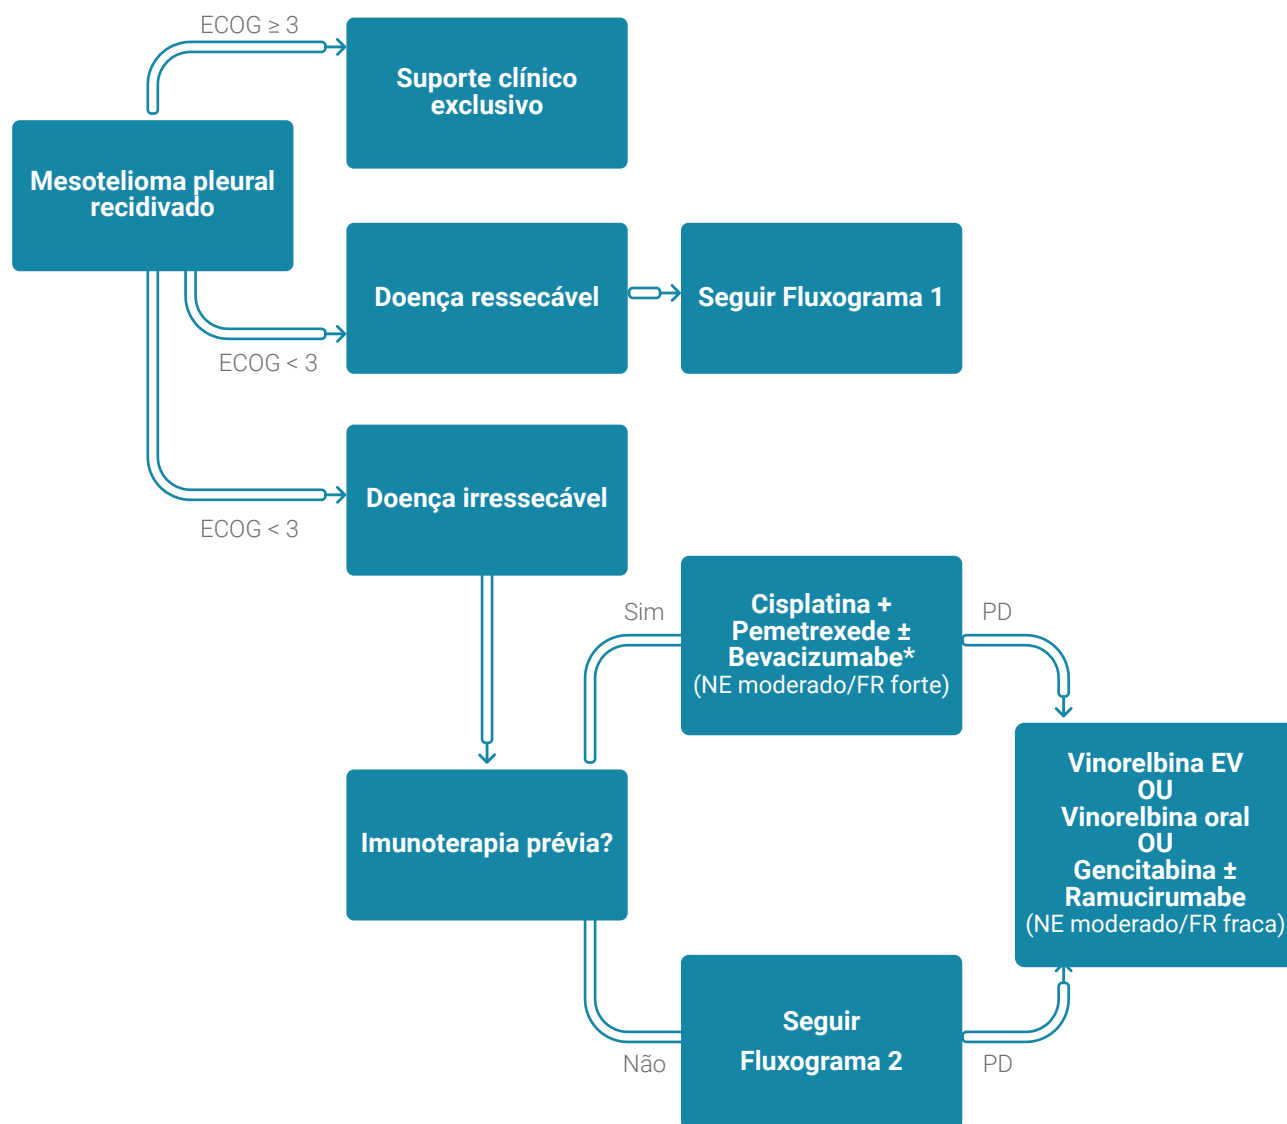 ECOG ≥ 3
Suporte clínico
exclusivo
Mesotelioma pleural
recidivado
Doença ressecável
Seguir Fluxograma 1
ECOG < 3
Doença irressecável
ECOG < 3
Sim
Cisplatina +
Pemetrexede ±
Bevacizumabe*
(NE moderado/FR forte)
PD
Imunoterapia prévia?
Vinorelbina EV
OU
Vinorelbina oral
OU
Gencitabina ±
Ramucirumabe
(NE moderado/FR fraca)
Não
Seguir
Fluxograma 2
PD